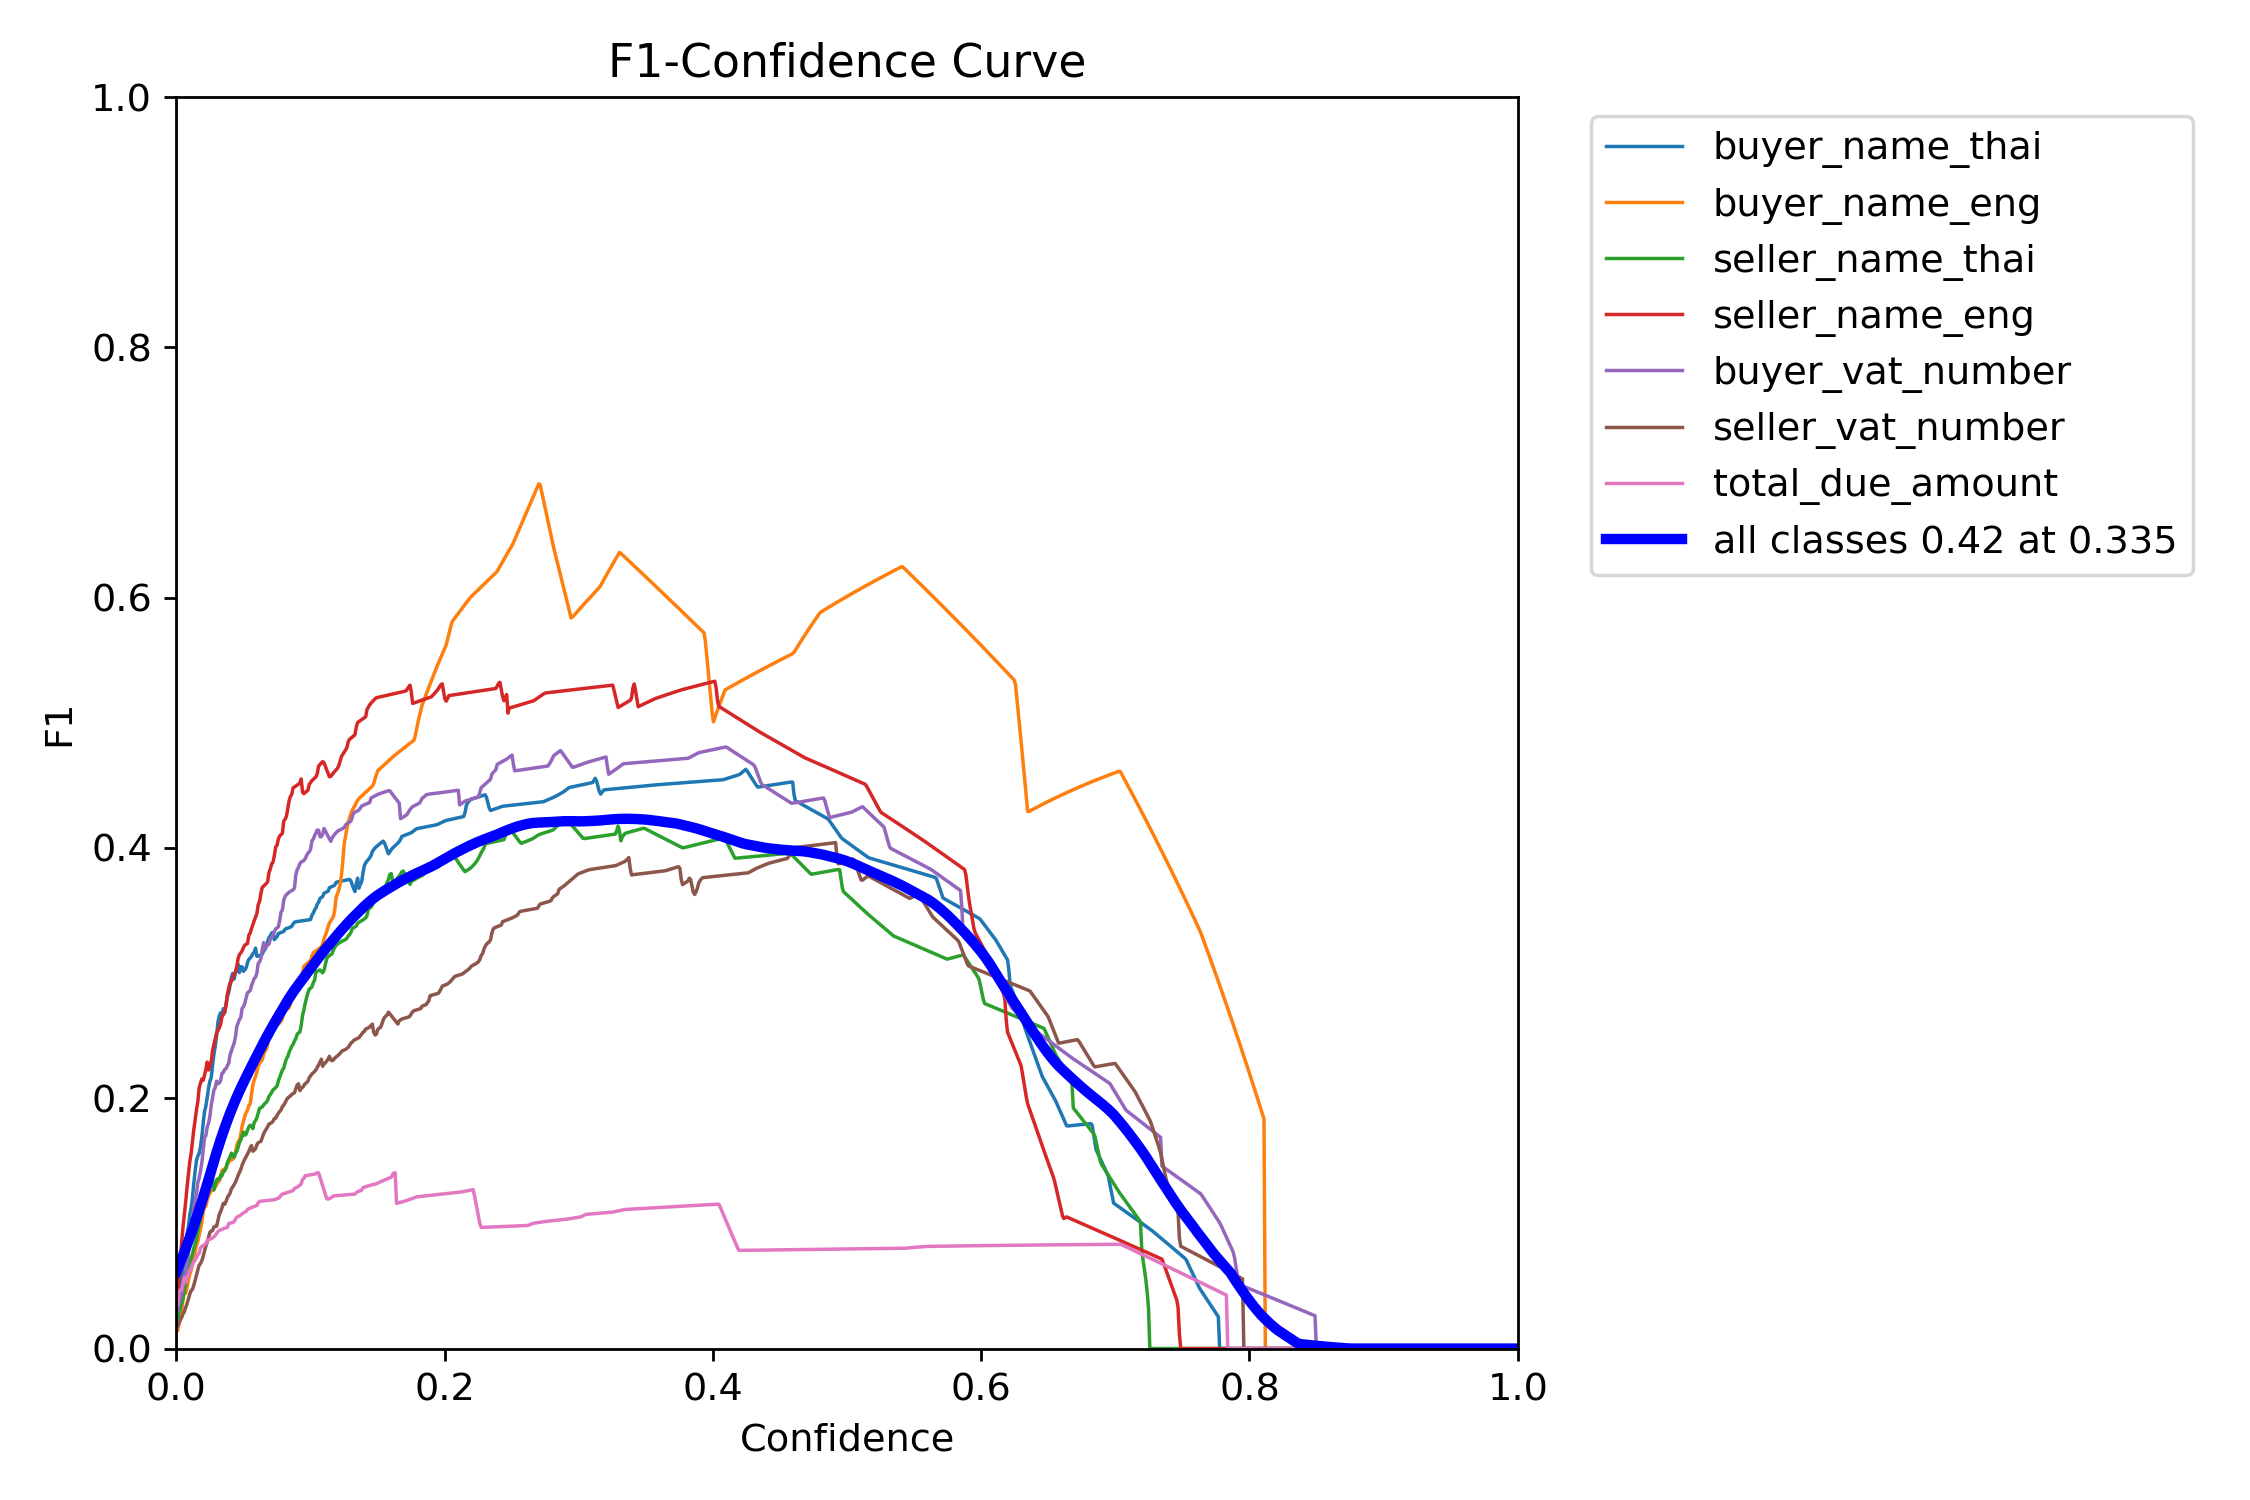 F1-Confidence Curve
1.0
0.8
0.6
0.4
0.2
0.0
F1
0.0 0.2 0.4 0.6 0.8 1.0
Confidence
buyer_name_thai
buyer_name_eng
seller_name_thai
seller_name_eng
buyer_vat_number
seller_vat_number
total_due_amount
all classes 0.42 at 0.335